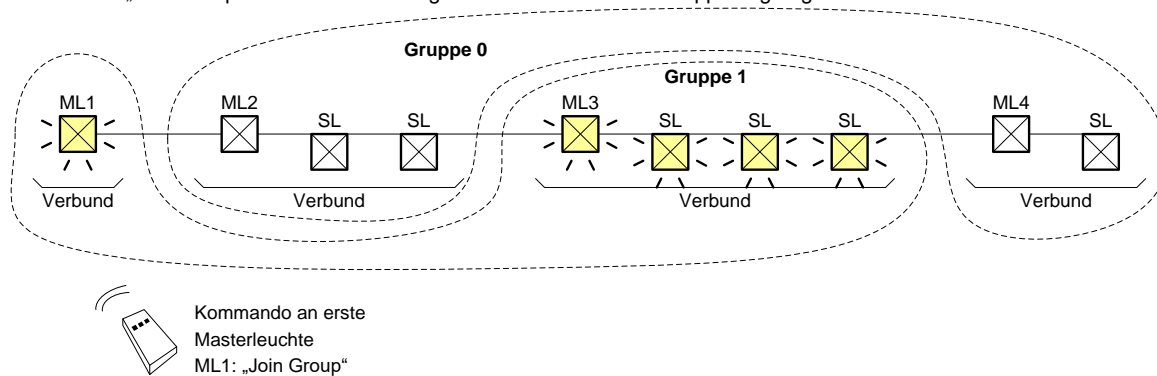 Gruppe 0
Gruppe 1
ML1 ML2 SL SL ML3 SL SL SL ML4 SL
Verbund Verbund Verbund Verbund
Kommando an erste
Masterleuchte
ML1: „Join Group“